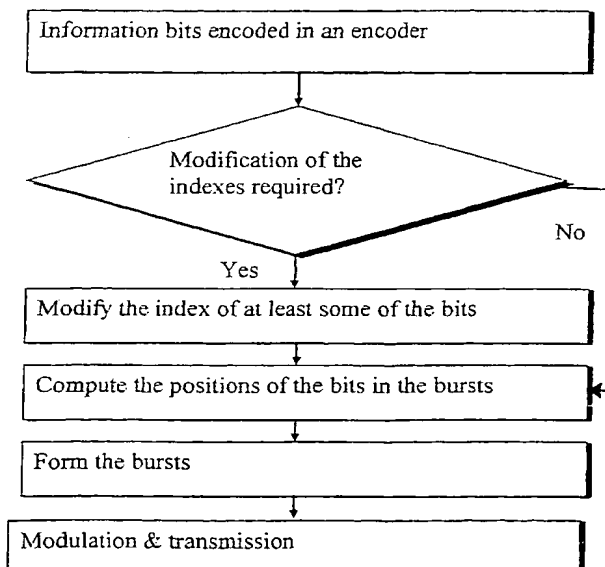 Information bits encoded in an encoder
Modification of the
indexes required?
No
Yes
Modify the index of at least some of the bits
Compute the positions of the bits in the bursts
Form the bursts
Modulation & transmission